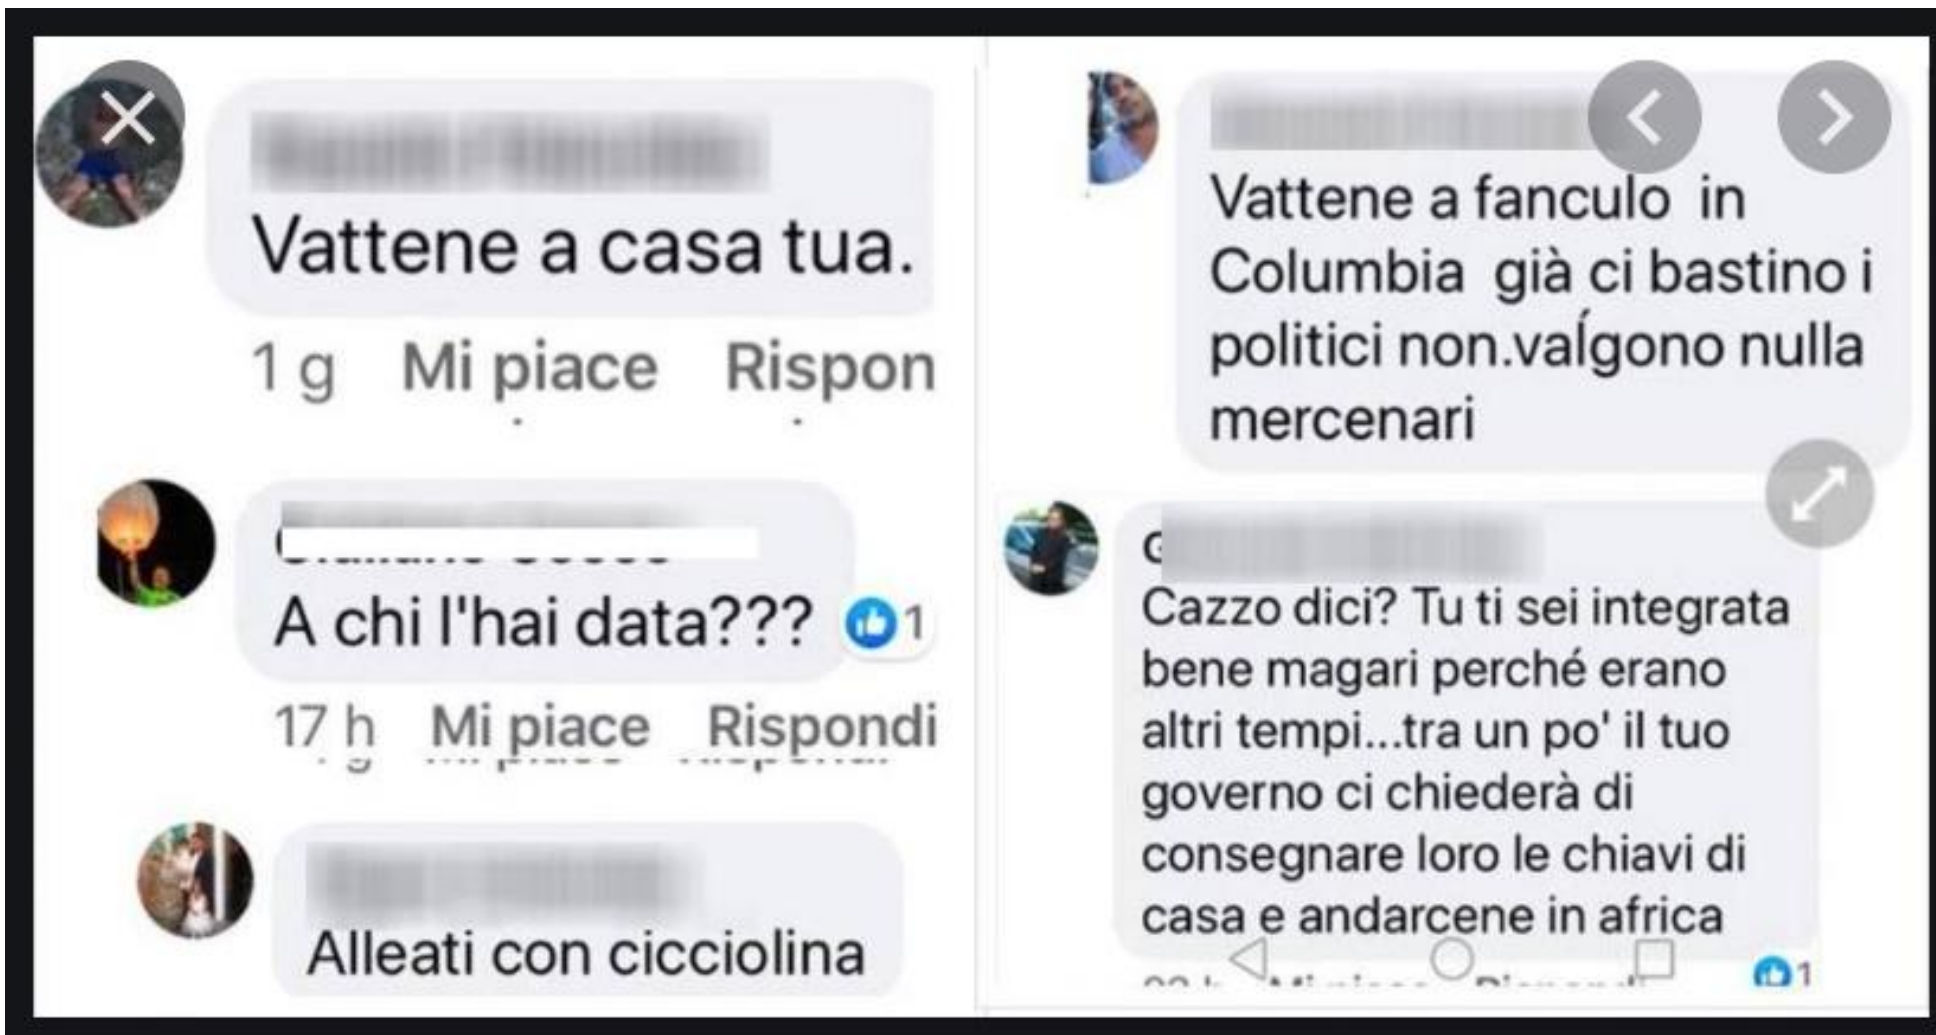 Vattene a casa tua.
1 g Mi piace Rispon
A chi l'hai data???
1
17 h Mi piace Rispondi
Alleati con cicciolina
Vattene a fanculo in
Columbia già ci bastino i
politici non.valgono nulla
mercenari
G
Cazzo dici? Tu ti sei integrata
bene magari perché erano
altri tempi...tra un po' il tuo
governo ci chiederà di
consegnare loro le chiavi di
casa e andarcene in africa
1